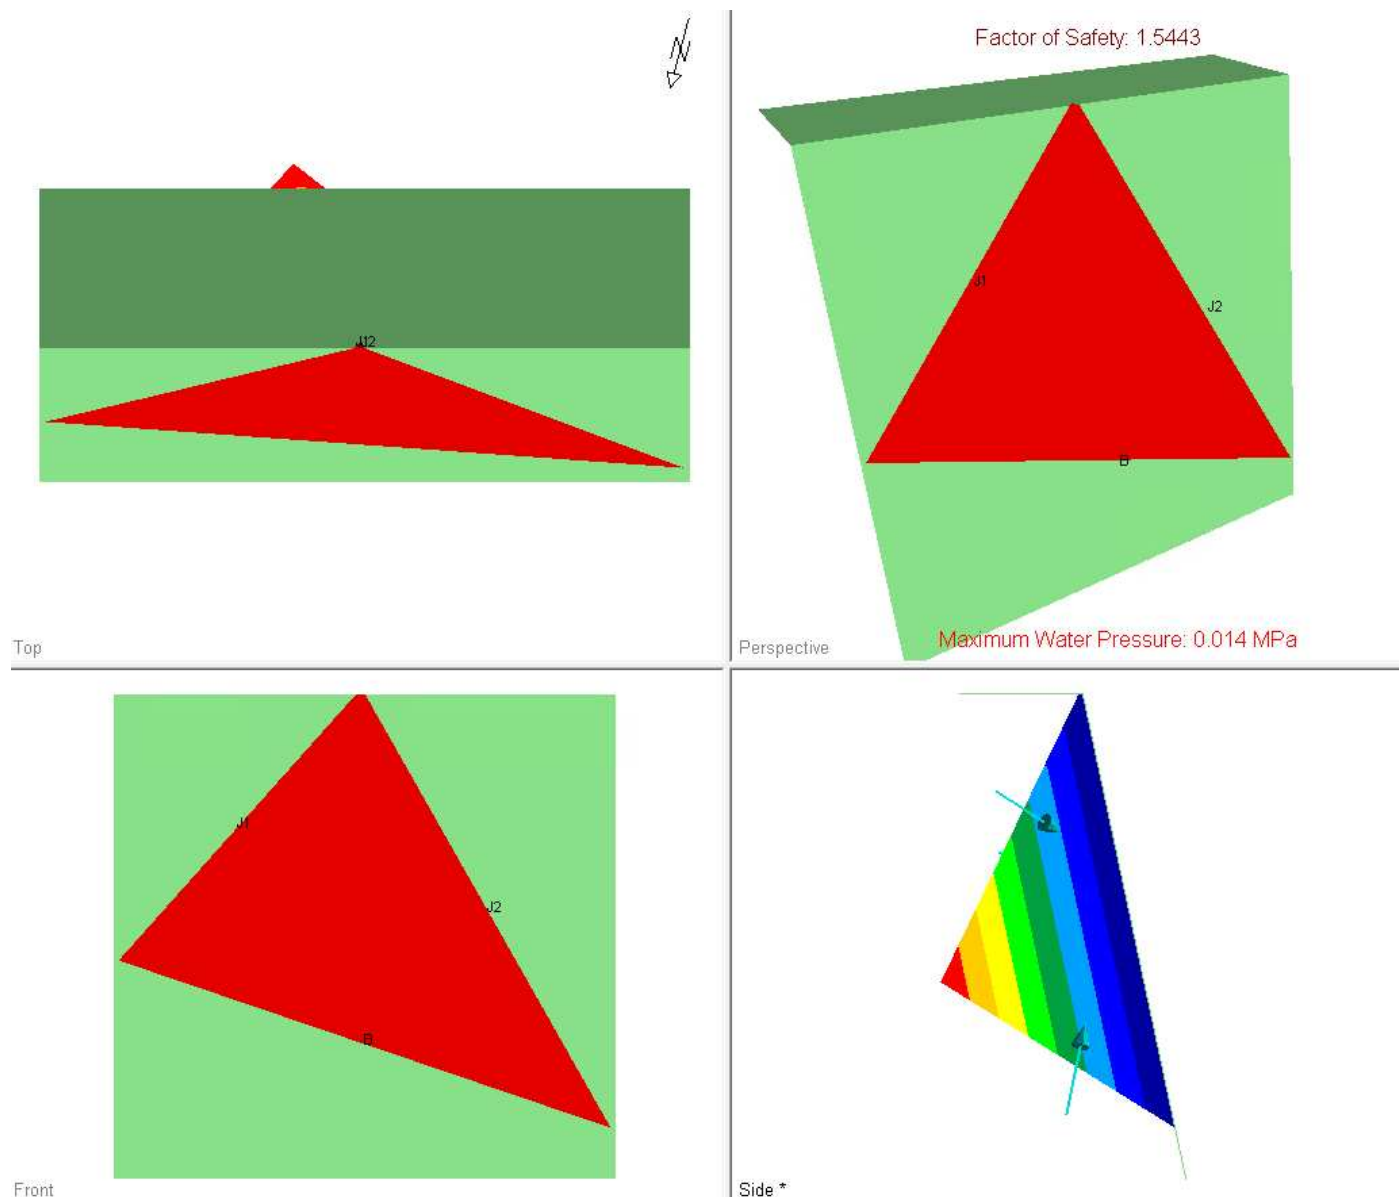 N
J12
Top
Factor of Safety: 1.5443
J1
J2
B
Maximum Water Pressure: 0.014 MPa
Perspective
J1
J2
B
Front
Side *